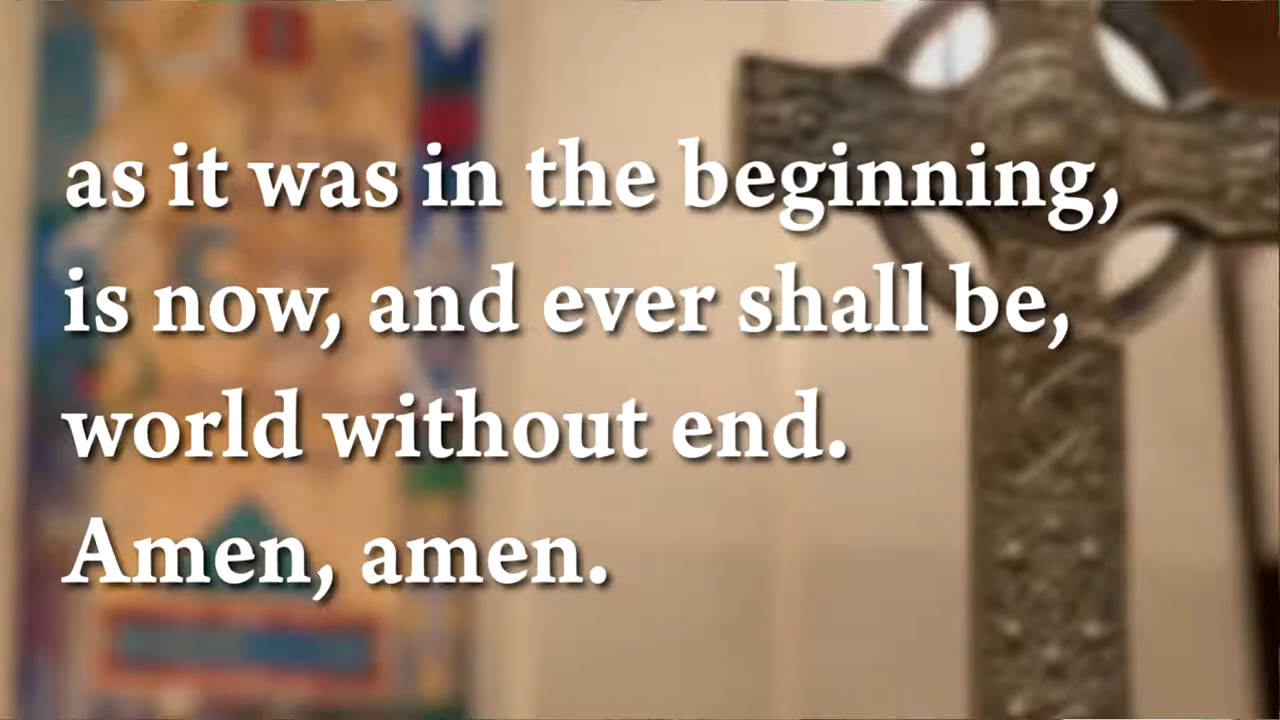 as it was in the beginning,
is now, and ever shall be,
world without end.
Amen, amen.